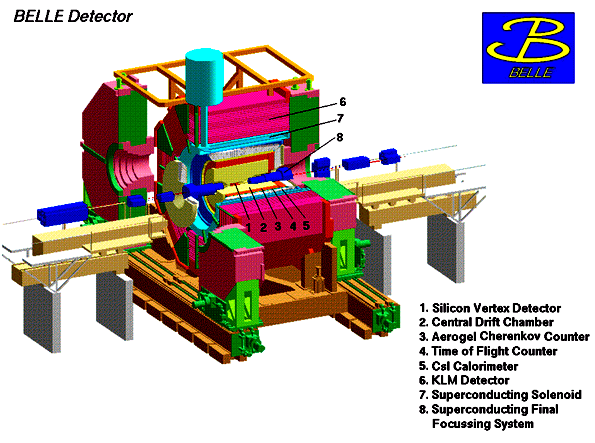 BELLE Detector
BELLE
6
7
8
1 2 3 4 5
1. Silicon Vertex Detector
2. Central Drift Chamber
3. Aerogel Cherenkov Counter
4. Time of Flight Counter
5. CsI Calorimeter
6. KLM Detector
7. Superconducting Solenoid
8. Superconducting Final
Focussing System